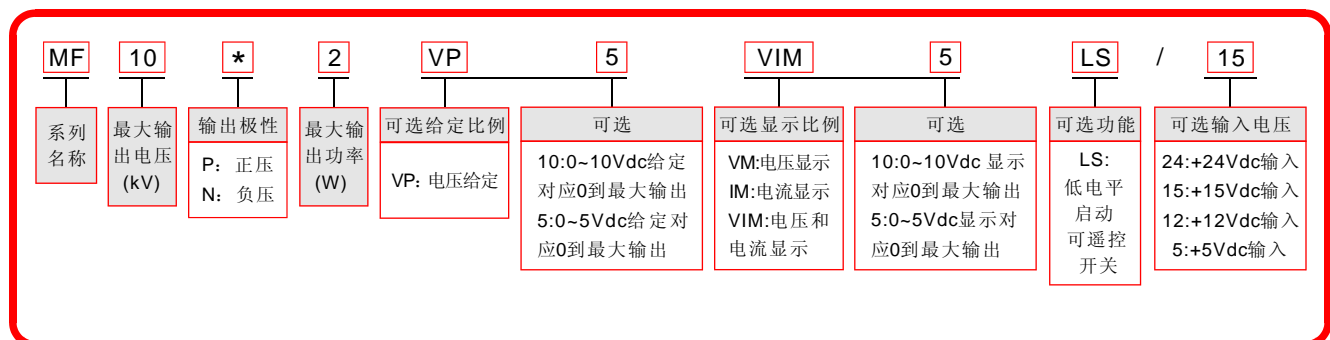 MF 10 * 2 VP 5 VIM 5 LS / 15
系列
名称
最大输
出电压
(kV)
输出极性
P：正压
N：负压
最大输
出功率
(W)
可选给定比例
VP：电压给定
可选
10:0~10Vdc给定
对应0到最大输出
5:0~5Vdc给定对
应0到最大输出
可选显示比例
VM:电压显示
IM:电流显示
VIM:电压和
电流显示
可选
10:0~10Vdc 显示
对应0到最大输出
5:0~5Vdc显示对
应0到最大输出
可选功能
LS:
低电平
启动
可遥控
开关
可选输入电压
24:+24Vdc输入
15:+15Vdc输入
12:+12Vdc输入
5:+5Vdc输入